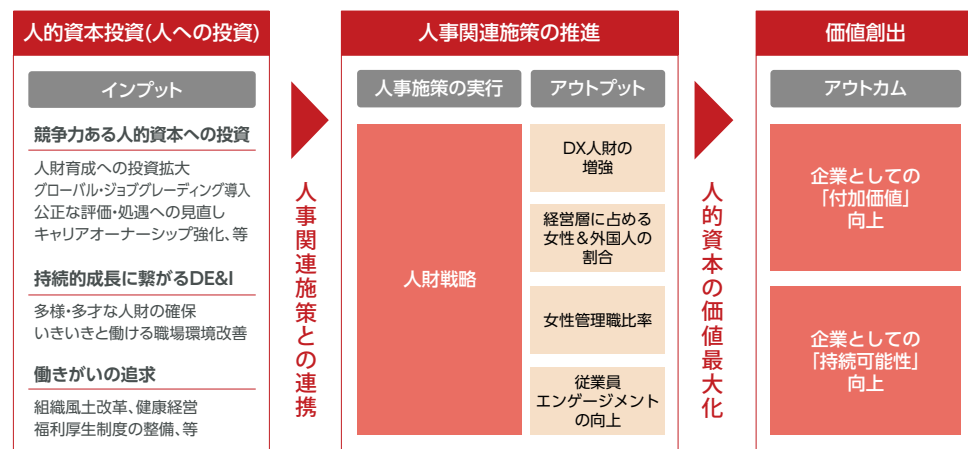 人的資本投資(人への投資)
インプット
競争力ある人的資本への投資
人財育成への投資拡大
グローバル・ジョブグレーディング導入
公正な評価・処遇への見直し
キャリアオーナーシップ強化、等
持続的成長に繋がるDE&I
多様・多才な人財の確保
いきいきと働ける職場環境改善
働きがいの追求
組織風土改革、健康経営
福利厚生制度の整備、等
人事関連施策との連携
人事関連施策の推進
人事施策の実行
人財戦略
アウトプット
DX人財の
増強
経営層に占める
女性＆外国人の
割合
女性管理職比率
従業員
エンゲージメント
の向上
人的資本の価値最大化
価値創出
アウトカム
企業としての
「付加価値」
向上
企業としての
「持続可能性」
向上